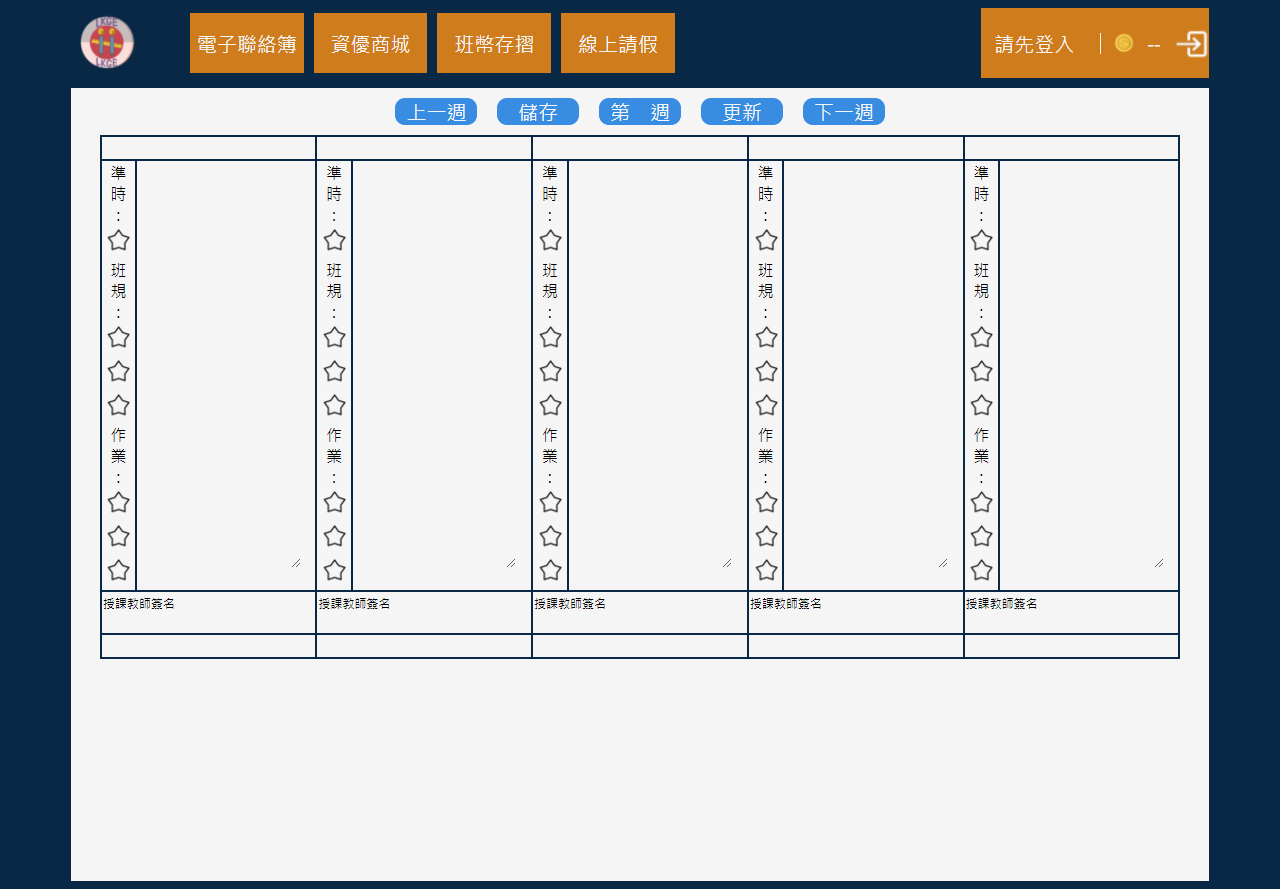 LKGE
LKGE
電子聯絡簿 資優商城 班幣存摺 線上請假 請先登入 --
上一週 儲存 第 週 更新 下一週
準時: 準時: 準時: 準時: 準時:
班規: 班規: 班規: 班規: 班規:
作業: 作業: 作業: 作業: 作業:
授課教師簽名 授課教師簽名 授課教師簽名 授課教師簽名 授課教師簽名